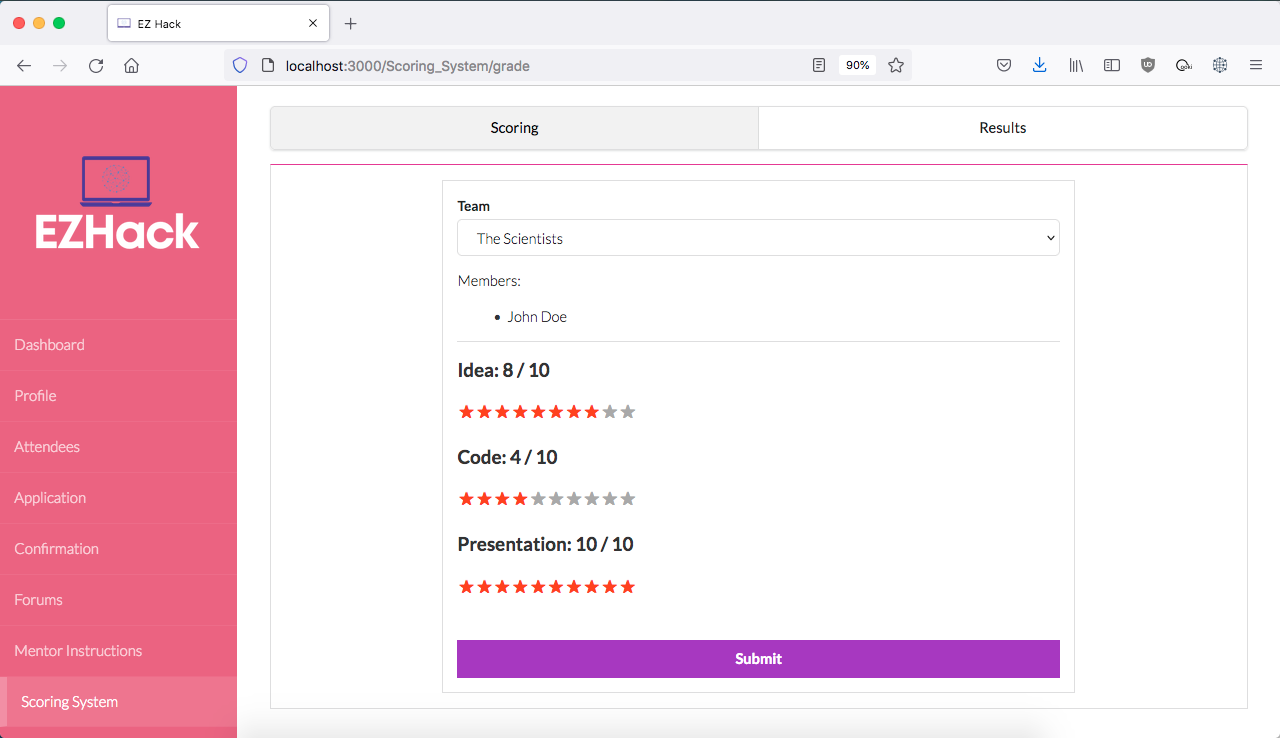 EZ Hack
localhost:3000/Scoring_System/grade
90%
EZHack
Dashboard
Profile
Attendees
Application
Confirmation
Forums
Mentor Instructions
Scoring System
Scoring
Results
Team
The Scientists
Members:
• John Doe
Idea: 8 / 10
Code: 4 / 10
Presentation: 10 / 10
Submit